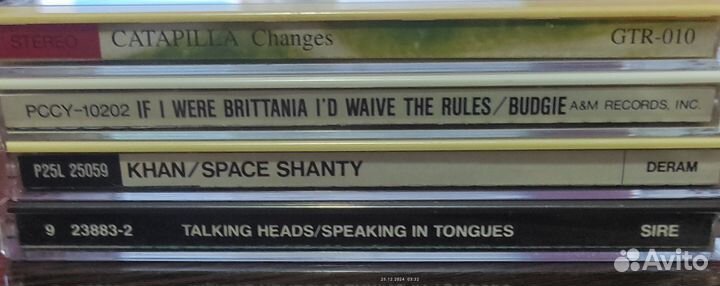 STEREO CATAPILLA Changes GTR-010
PCCY-10202 IF I WERE BRITTANIA I'D WAIVE THE RULES/BUDGIE A&M RECORDS, INC.
P25L 25059 KHAN/SPACE SHANTY DERAM
9 23883-2 TALKING HEADS/SPEAKING IN TONGUES SIRE
Avito